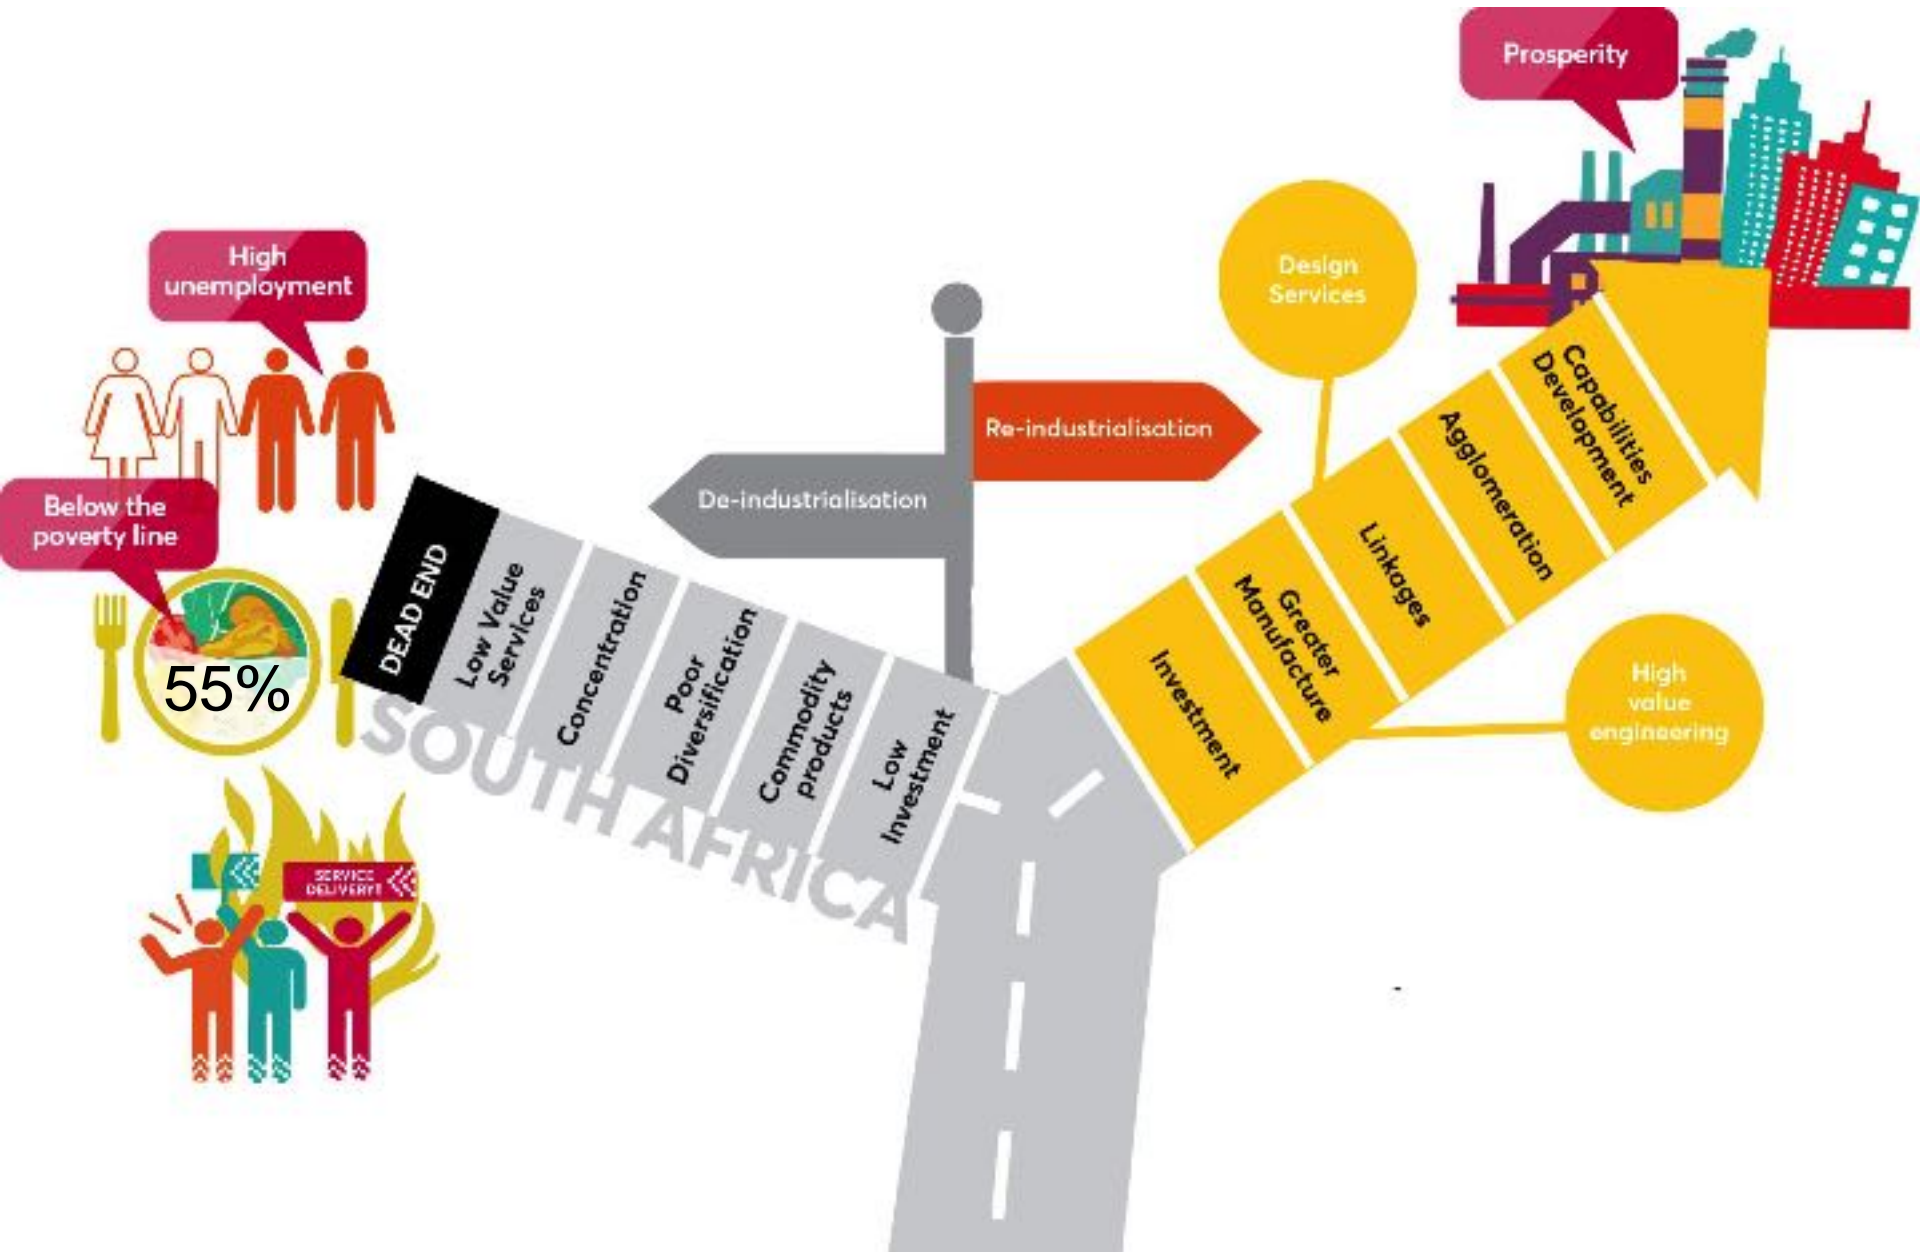 Prosperity
High
unemployment
Design
Services
Re-industrialisation
De-industrialisation
Below the
poverty line
55%
DEAD END
Low Value
Services
Concentration
Poor
Diversification
Commodity
products
Low
Investment
SOUTH AFRICA
Investment
Greater
Manufacture
Linkages
Agglomeration
Capabilities
Development
High
value
engineering
SERVICE
DELIVERY!